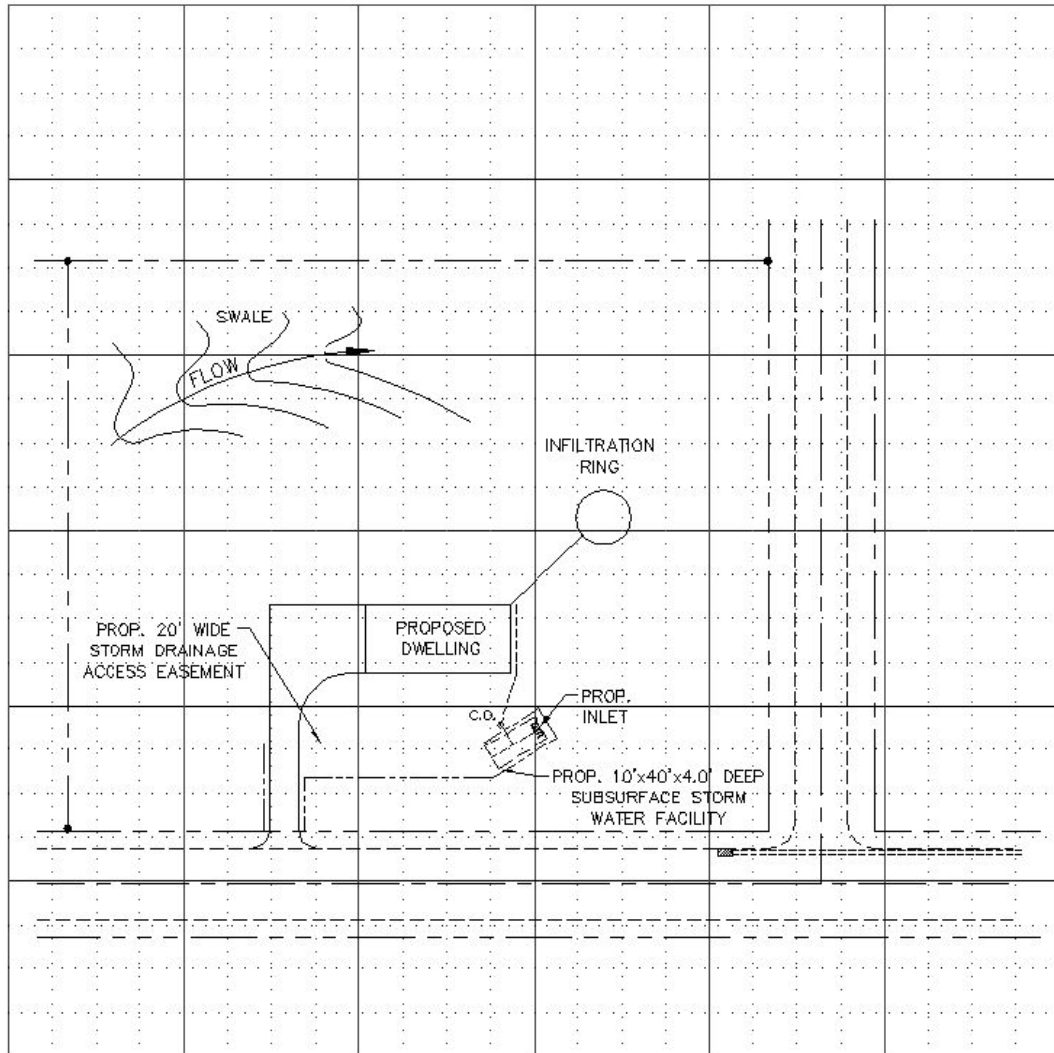 SWALE
FLOW
INFILTRATION
RING
PROP. 20' WIDE
STORM DRAINAGE
ACCESS EASEMENT
PROPOSED
DWELLING
C.O.
PROP.
INLET
PROP. 10'x40'x4.0' DEEP
SUBSURFACE STORM
WATER FACILITY